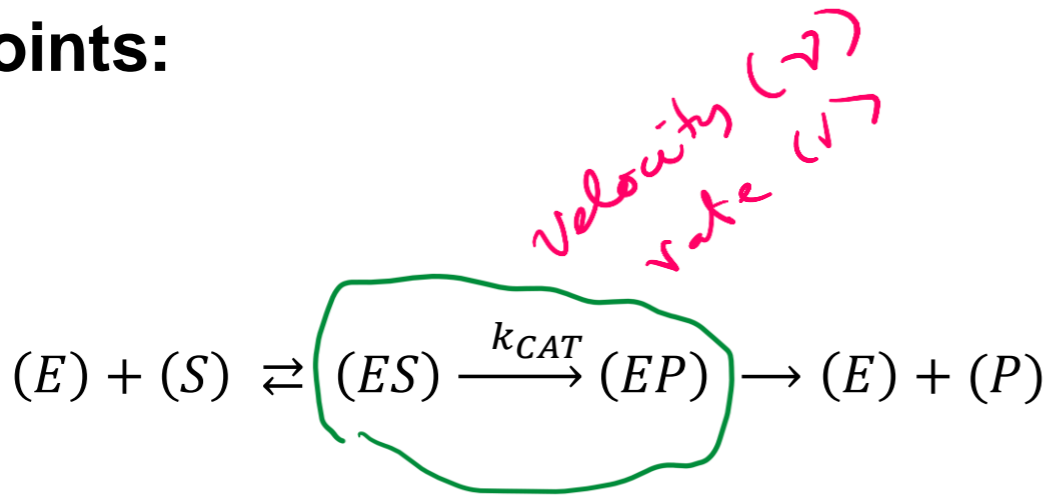 oints:
velocity (v)
rate (r)
k_CAT
(E) + (S) ⇄ (ES) ⟶ (EP) ⟶ (E) + (P)